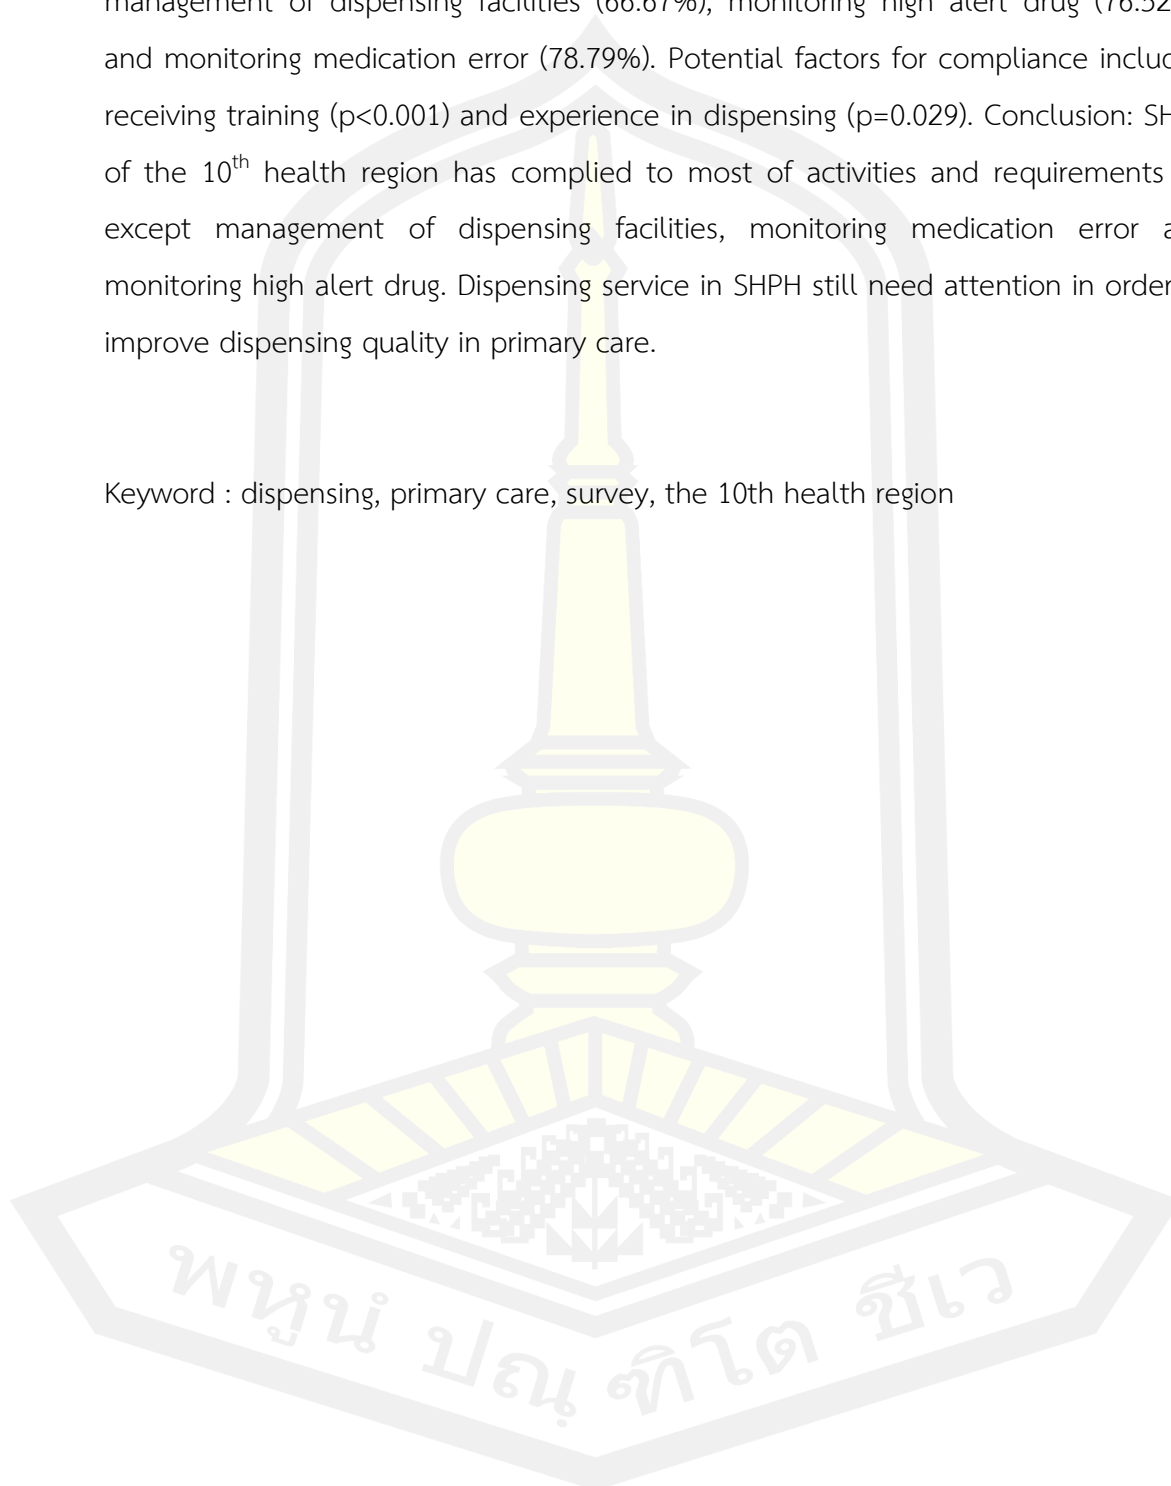 management of dispensing facilities (66.67%), monitoring high alert drug (76.52
and monitoring medication error (78.79%). Potential factors for compliance includ
receiving training (p<0.001) and experience in dispensing (p=0.029). Conclusion: SH
of the 10th health region has complied to most of activities and requirements
except management of dispensing facilities, monitoring medication error a
monitoring high alert drug. Dispensing service in SHPH still need attention in order
improve dispensing quality in primary care.
Keyword : dispensing, primary care, survey, the 10th health region
พหูนํ ปณฺฑิโต ชีเว